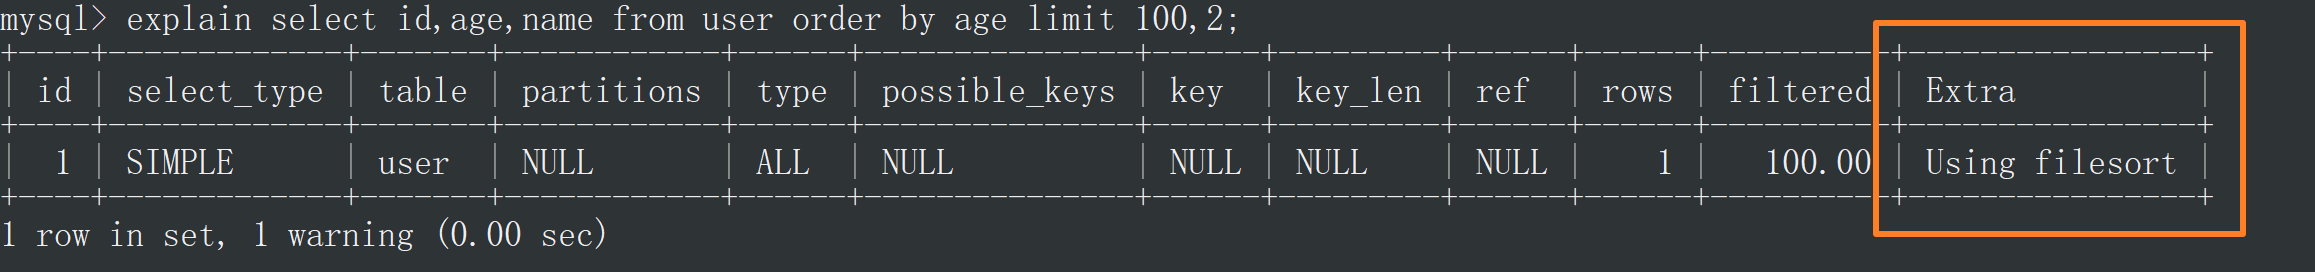 mysql> explain select id,age,name from user order by age limit 100,2;
+----+-------------+-------+------------+------+---------------+------+---------+------+------+----------+----------------+
| id | select_type | table | partitions | type | possible_keys | key  | key_len | ref  | rows | filtered | Extra          |
+----+-------------+-------+------------+------+---------------+------+---------+------+------+----------+----------------+
|  1 | SIMPLE      | user  | NULL       | ALL  | NULL          | NULL | NULL    | NULL |    1 |   100.00 | Using filesort |
+----+-------------+-------+------------+------+---------------+------+---------+------+------+----------+----------------+
1 row in set, 1 warning (0.00 sec)